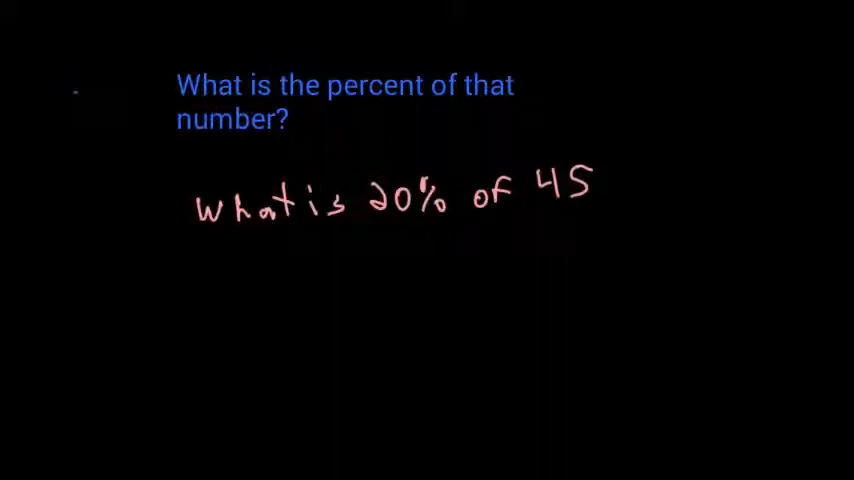 What is the percent of that
number?
What is 20% of 45